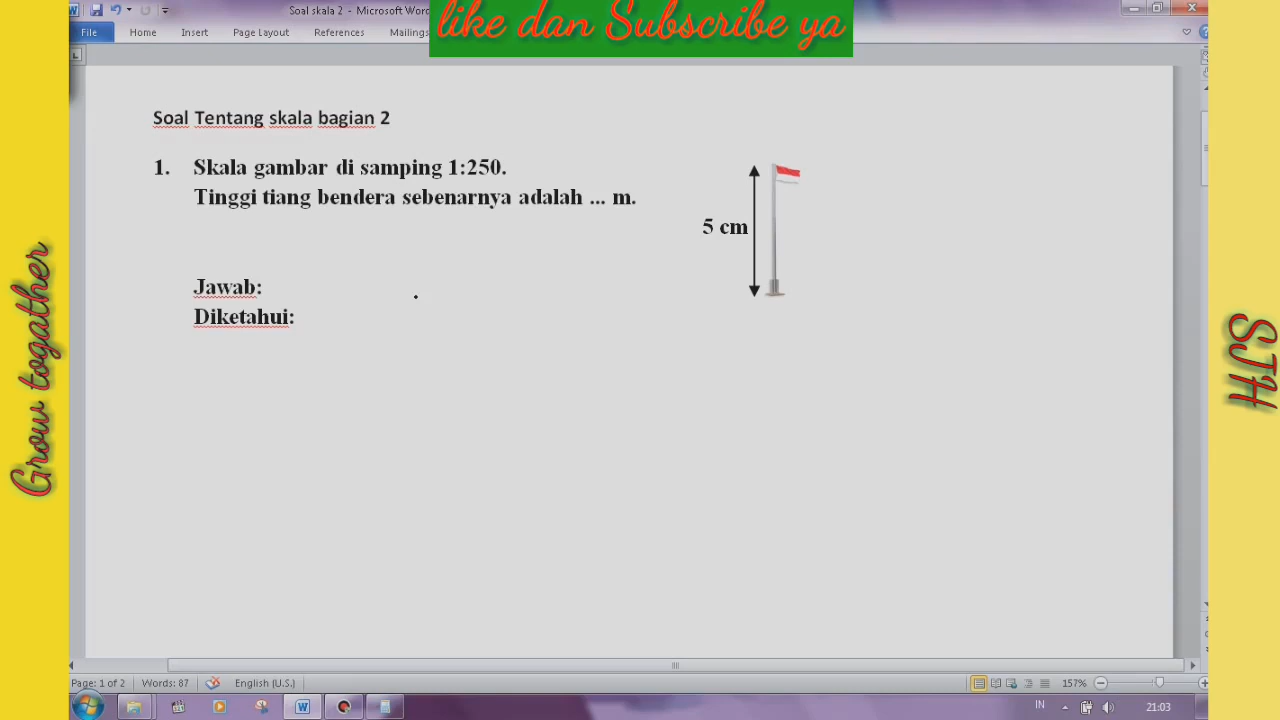 Soal skala 2 - Microsoft Word
like dan Subscribe ya
File Home Insert Page Layout References Mailings
Soal Tentang skala bagian 2
1. Skala gambar di samping 1:250.
Tinggi tiang bendera sebenarnya adalah ... m.
5 cm
Jawab:
Diketahui:
Grow togather
SJH
Page: 1 of 2 Words: 87 English (U.S.) 157%
IN 21:03